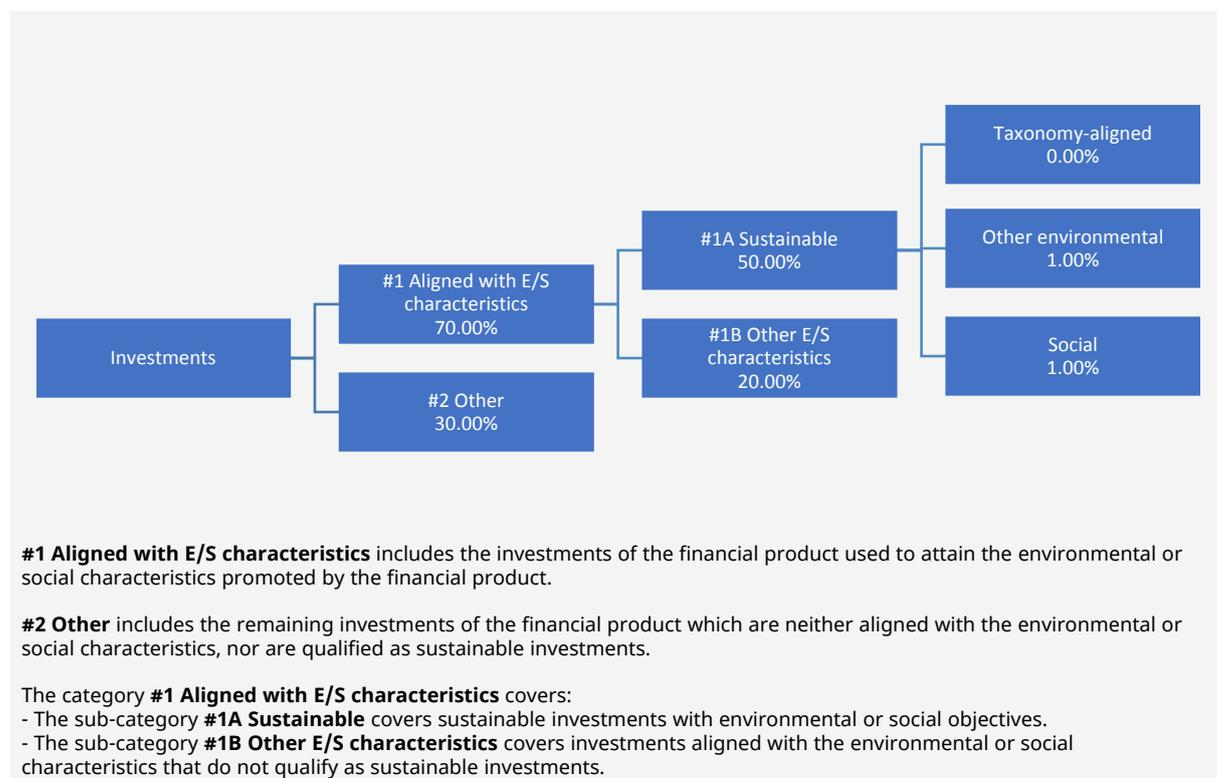 Taxonomy-aligned
0.00%
#1A Sustainable
50.00%
Other environmental
1.00%
#1 Aligned with E/S
characteristics
70.00%
Investments
#1B Other E/S
characteristics
20.00%
Social
1.00%
#2 Other
30.00%
#1 Aligned with E/S characteristics includes the investments of the financial product used to attain the environmental or
social characteristics promoted by the financial product.
#2 Other includes the remaining investments of the financial product which are neither aligned with the environmental or
social characteristics, nor are qualified as sustainable investments.
The category #1 Aligned with E/S characteristics covers:
- The sub-category #1A Sustainable covers sustainable investments with environmental or social objectives.
- The sub-category #1B Other E/S characteristics covers investments aligned with the environmental or social
characteristics that do not qualify as sustainable investments.